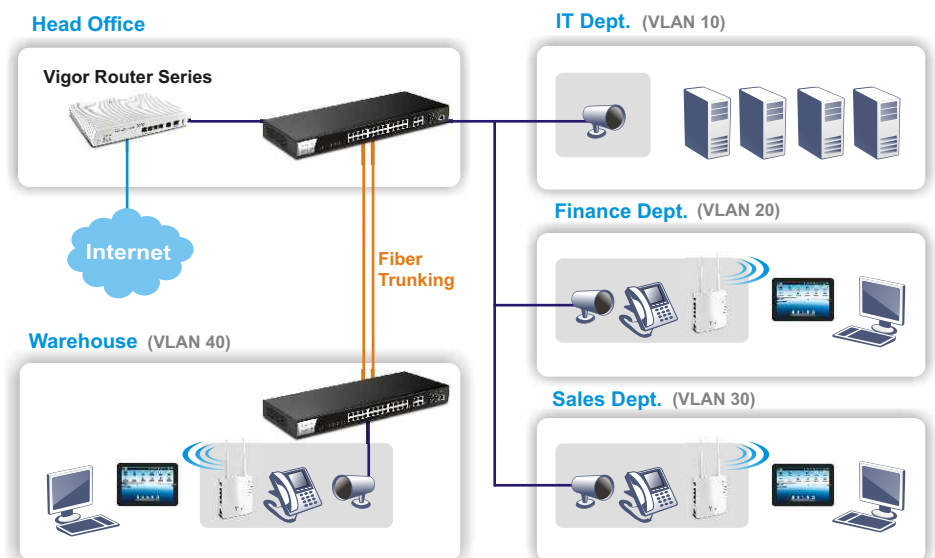 Head Office
Vigor Router Series
Internet
Fiber
Trunking
Warehouse (VLAN 40)
IT Dept. (VLAN 10)
Finance Dept. (VLAN 20)
Sales Dept. (VLAN 30)